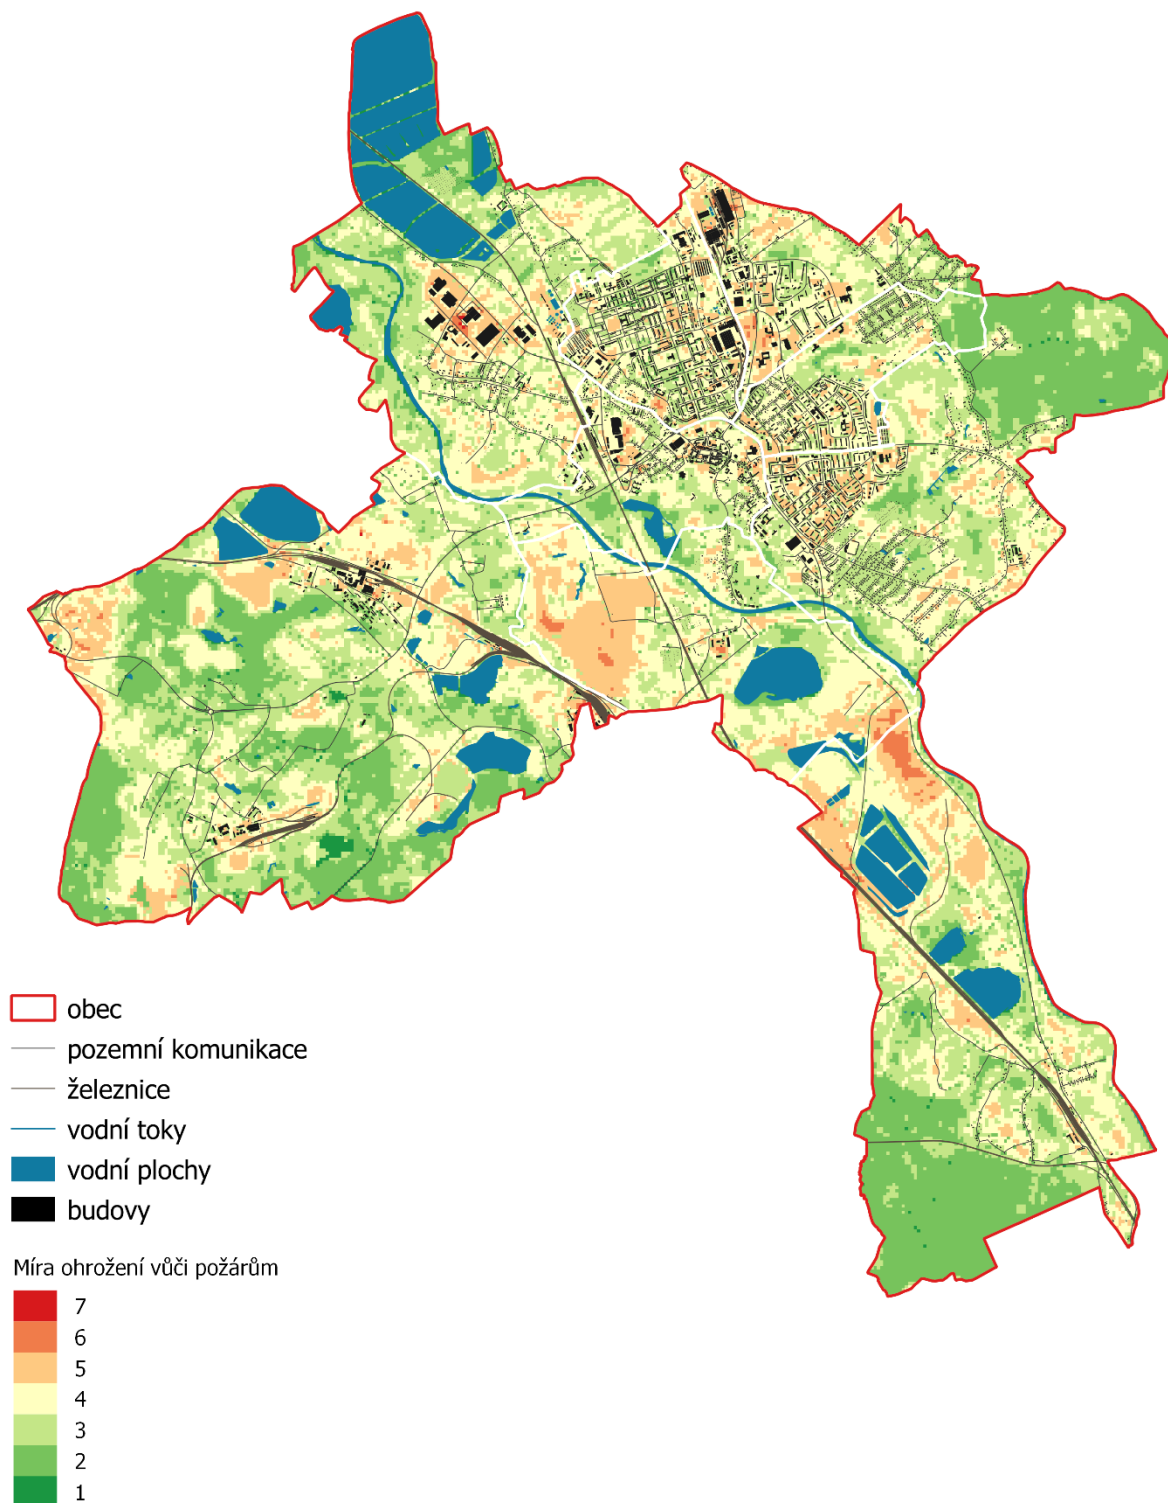 obec
pozemní komunikace
železnice
vodní toky
vodní plochy
budovy
Míra ohrožení vůči požárům
7
6
5
4
3
2
1